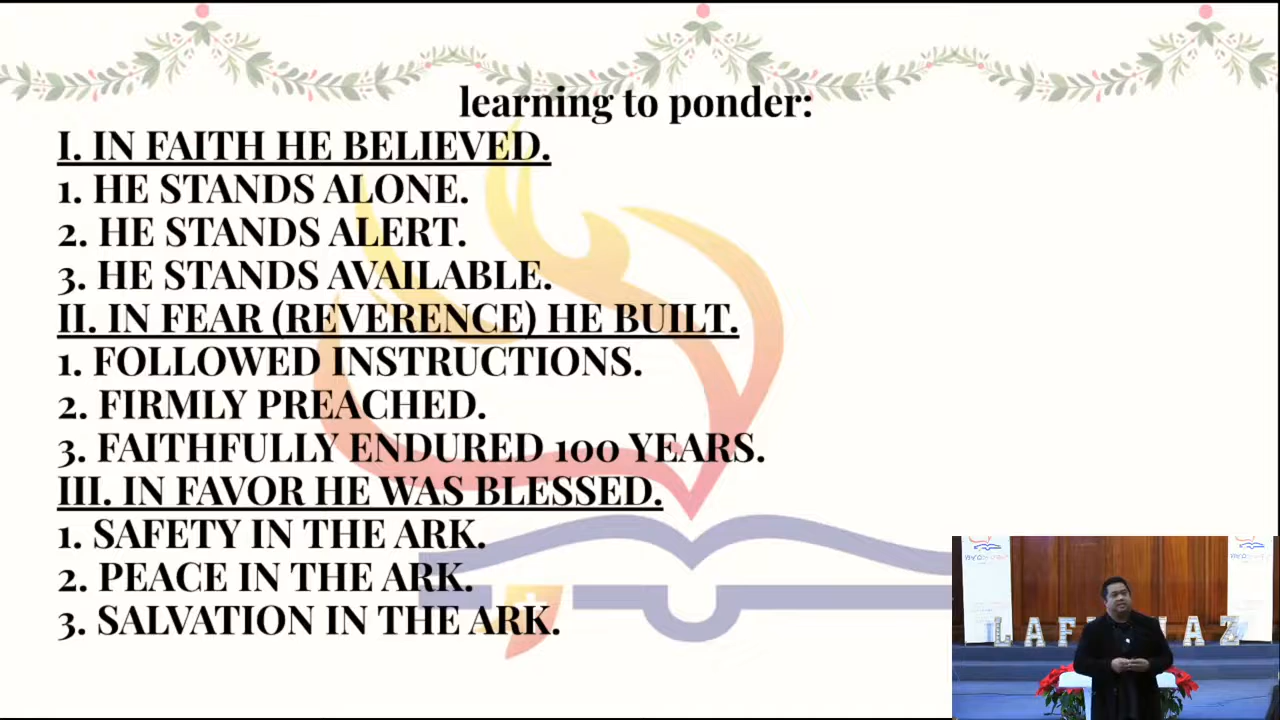 learning to ponder:
I. IN FAITH HE BELIEVED.
1. HE STANDS ALONE.
2. HE STANDS ALERT.
3. HE STANDS AVAILABLE.
II. IN FEAR (REVERENCE) HE BUILT.
1. FOLLOWED INSTRUCTIONS.
2. FIRMLY PREACHED.
3. FAITHFULLY ENDURED 100 YEARS.
III. IN FAVOR HE WAS BLESSED.
1. SAFETY IN THE ARK.
2. PEACE IN THE ARK.
3. SALVATION IN THE ARK.